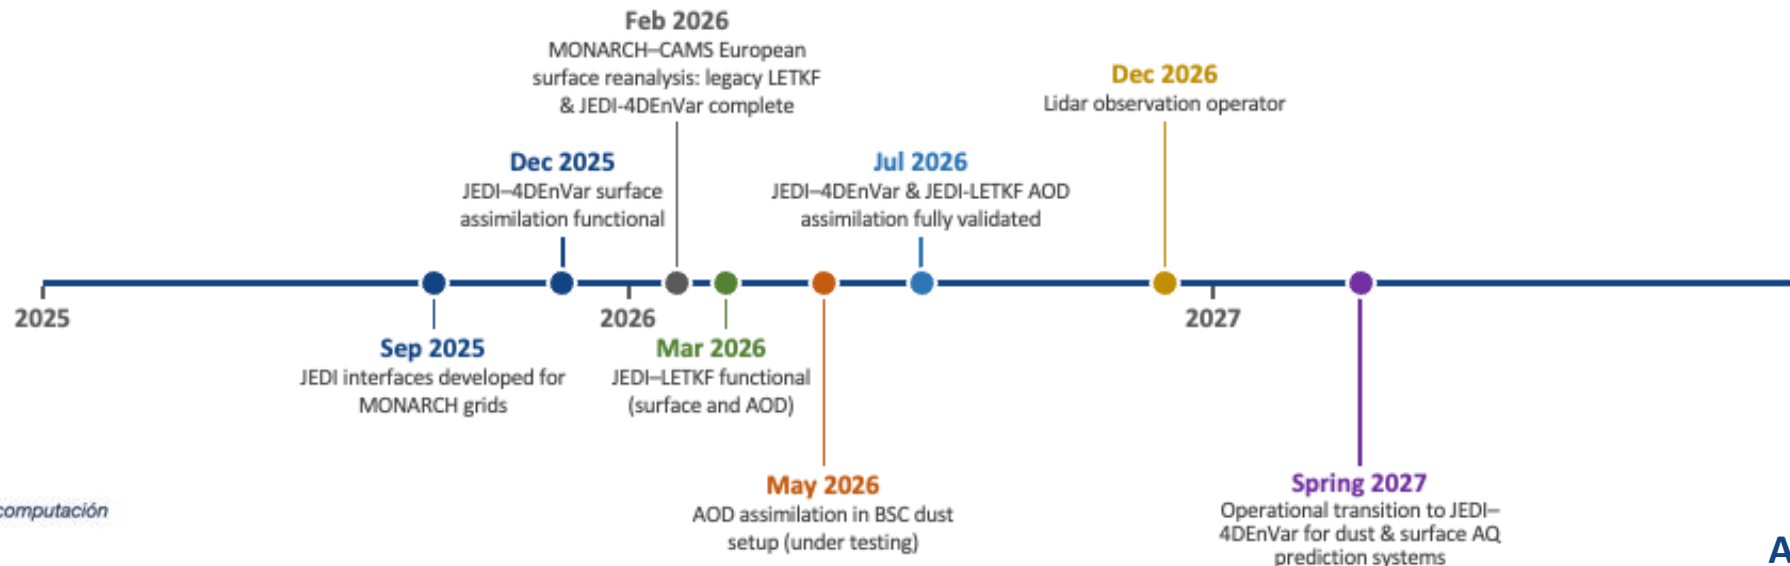 Feb 2026
MONARCH–CAMS European
surface reanalysis: legacy LETKF
& JEDI-4DEnVar complete
Dec 2026
Lidar observation operator
Dec 2025
JEDI–4DEnVar surface
assimilation functional
Jul 2026
JEDI–4DEnVar & JEDI-LETKF AOD
assimilation fully validated
2025
2026
2027
Sep 2025
JEDI interfaces developed for
MONARCH grids
Mar 2026
JEDI–LETKF functional
(surface and AOD)
May 2026
AOD assimilation in BSC dust
setup (under testing)
Spring 2027
Operational transition to JEDI–
4DEnVar for dust & surface AQ
prediction systems
computación
A